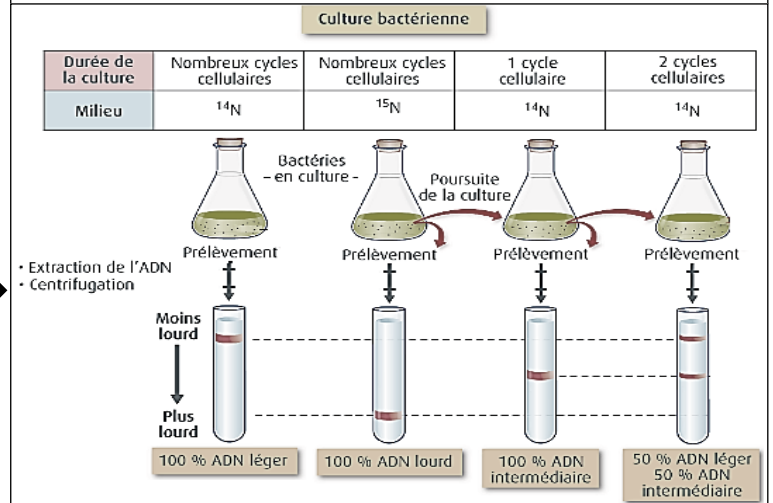 Culture bactérienne
Durée de la culture
Nombreux cycles cellulaires
Nombreux cycles cellulaires
1 cycle cellulaire
2 cycles cellulaires
Milieu
¹⁴N
¹⁵N
¹⁴N
¹⁴N
Bactéries
– en culture –
Poursuite
de la culture
Prélèvement
Prélèvement
Prélèvement
Prélèvement
• Extraction de l'ADN
• Centrifugation
Moins
lourd
Plus
lourd
100 % ADN léger
100 % ADN lourd
100 % ADN
intermédiaire
50 % ADN léger
50 % ADN
intermédiaire